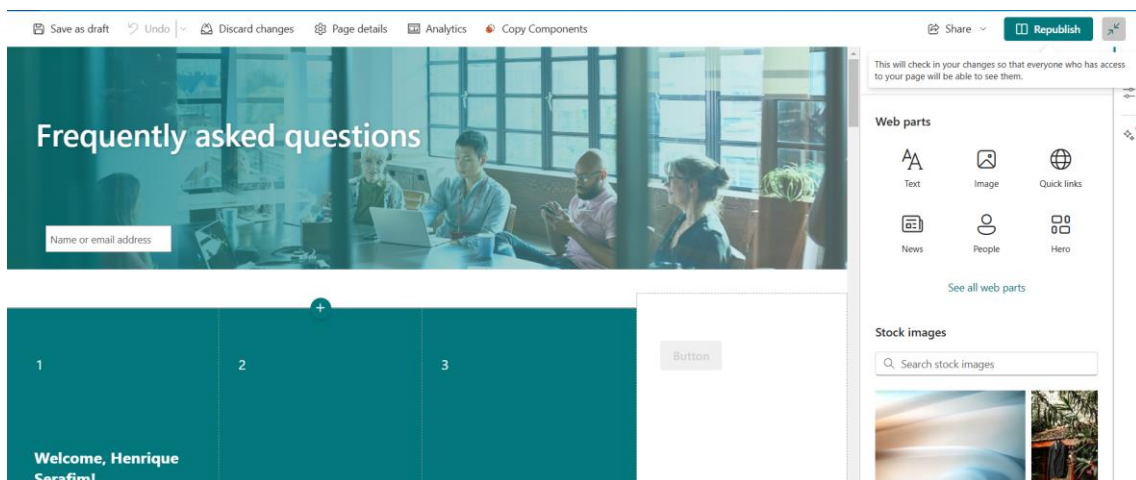 Save as draft
Undo
Discard changes
Page details
Analytics
Copy Components
Share
Republish
This will check in your changes so that everyone who has access
to your page will be able to see them.
Frequently asked questions
Name or email address
Web parts
Text
Image
Quick links
News
People
Hero
See all web parts
Stock images
Search stock images
1
2
3
Button
Welcome, Henrique
Serafim!